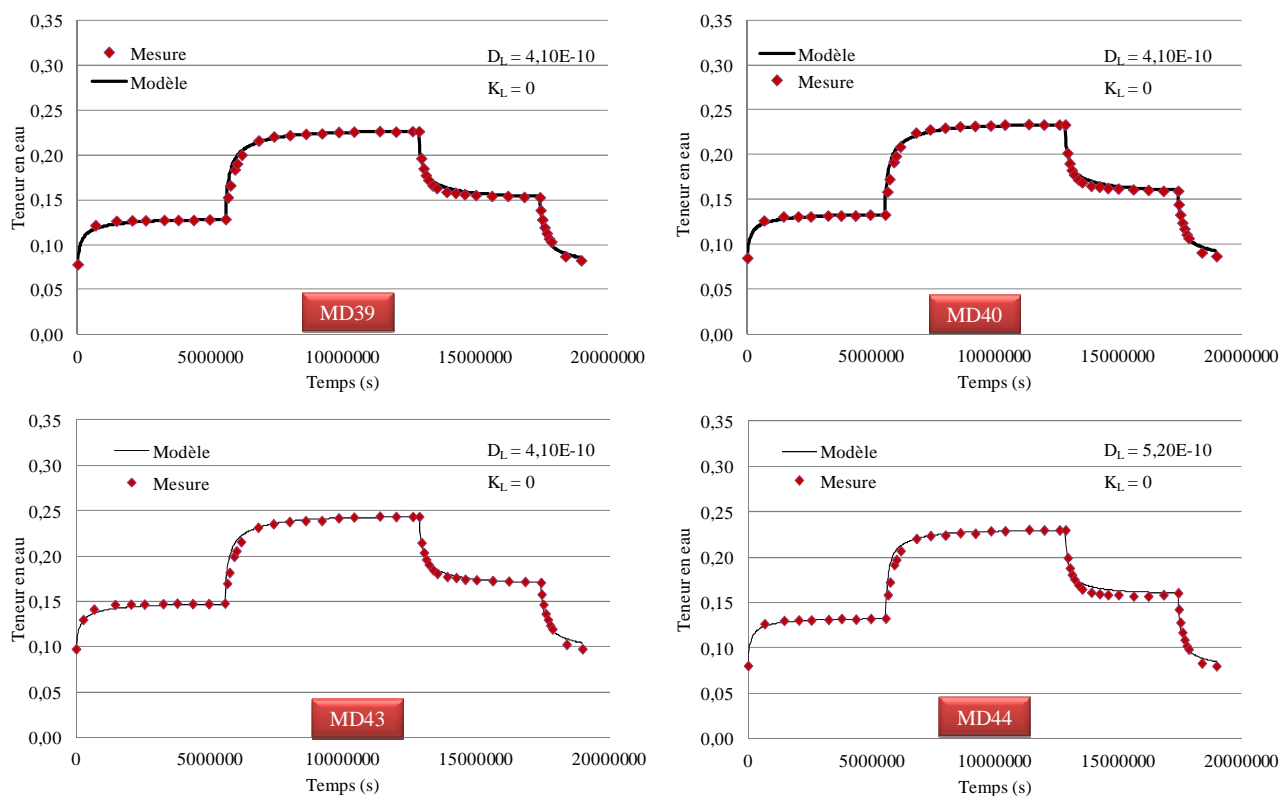 0,35
0,30
0,25
0,20
0,15
0,10
0,05
0,00
Teneur en eau
Mesure
Modèle
D_L = 4,10E-10
K_L = 0
MD39
0 5000000 10000000 15000000 20000000
Temps (s)
0,35
0,30
0,25
0,20
0,15
0,10
0,05
0,00
Teneur en eau
Modèle
Mesure
D_L = 4,10E-10
K_L = 0
MD40
0 5000000 10000000 15000000 20000000
Temps (s)
0,35
0,30
0,25
0,20
0,15
0,10
0,05
0,00
Teneur en eau
Modèle
Mesure
D_L = 4,10E-10
K_L = 0
MD43
0 5000000 10000000 15000000 20000000
Temps (s)
0,35
0,30
0,25
0,20
0,15
0,10
0,05
0,00
Teneur en eau
Modèle
Mesure
D_L = 5,20E-10
K_L = 0
MD44
0 5000000 10000000 15000000 20000000
Temps (s)